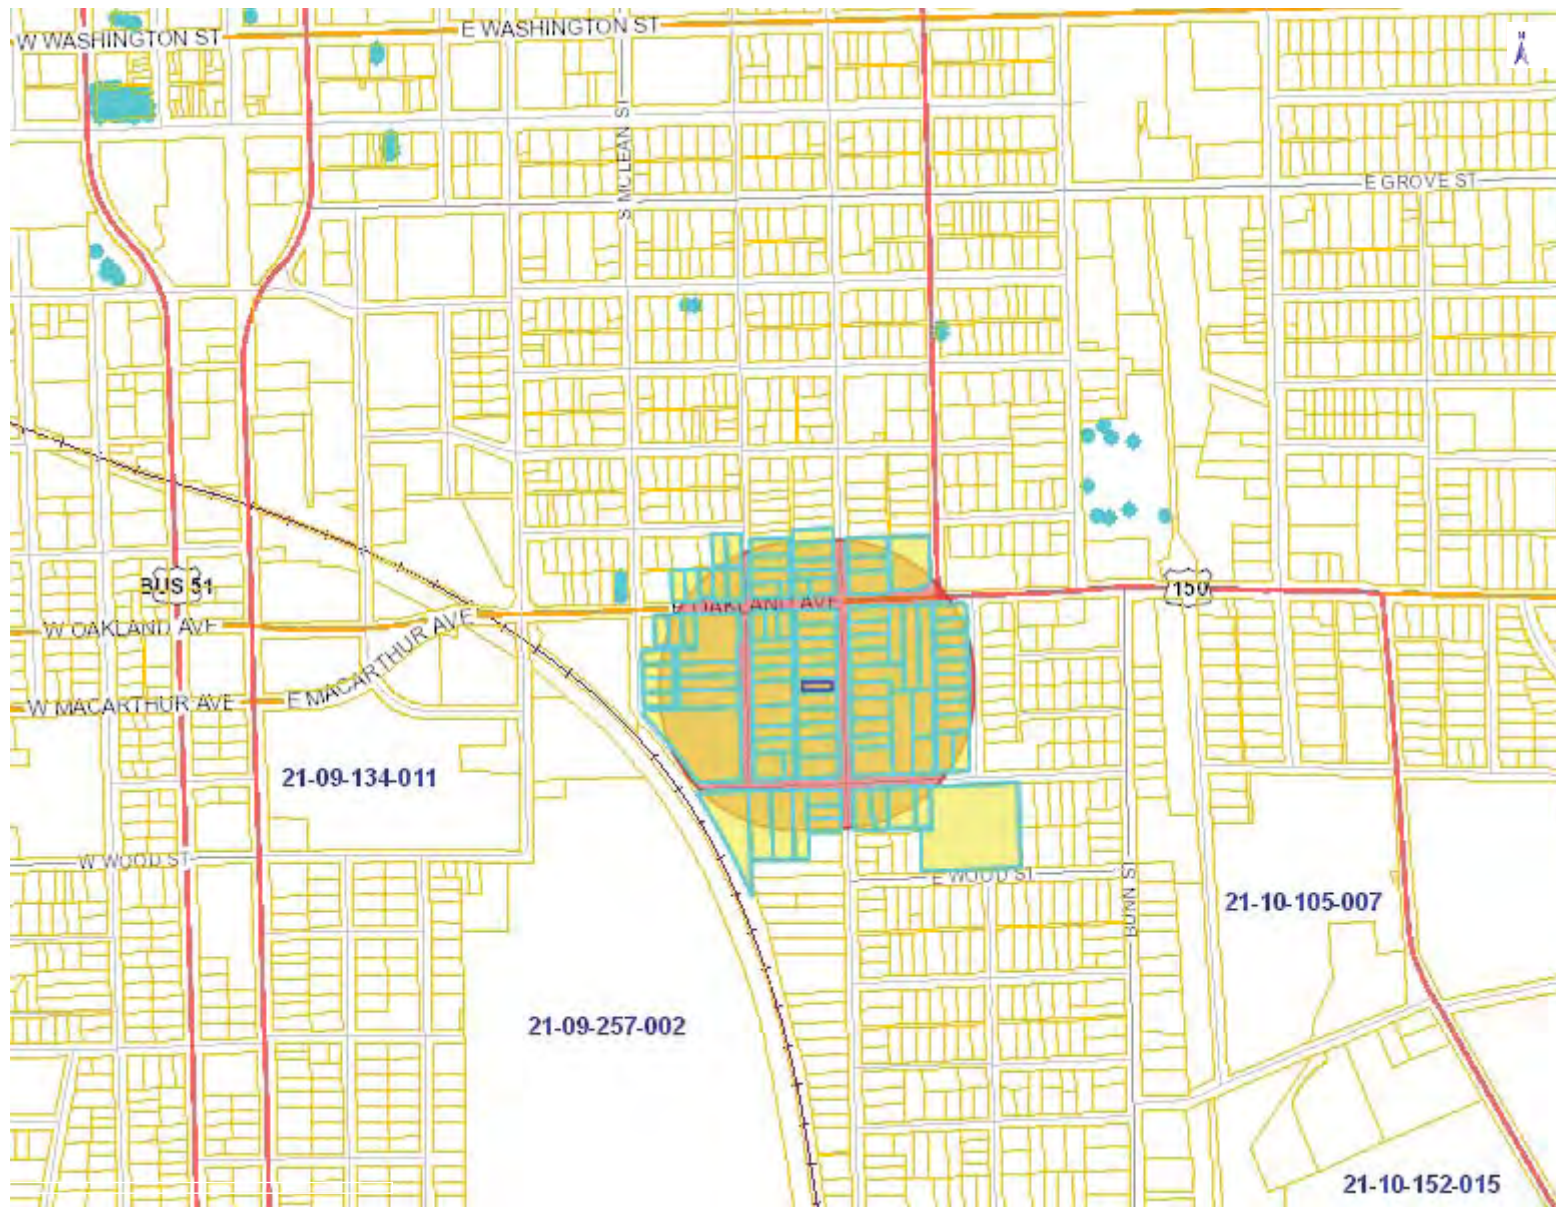 E WASHINGTON ST
W WASHINGTON ST
N
S MCLEAN ST
E GROVE ST
BUS 51
150
E OAKLAND AVE
W OAKLAND AVE
E MACARTHUR AVE
W MACARTHUR AVE
21-09-134-011
W WOOD ST
E WOOD ST
BUNN ST
21-10-105-007
21-09-257-002
21-10-152-015